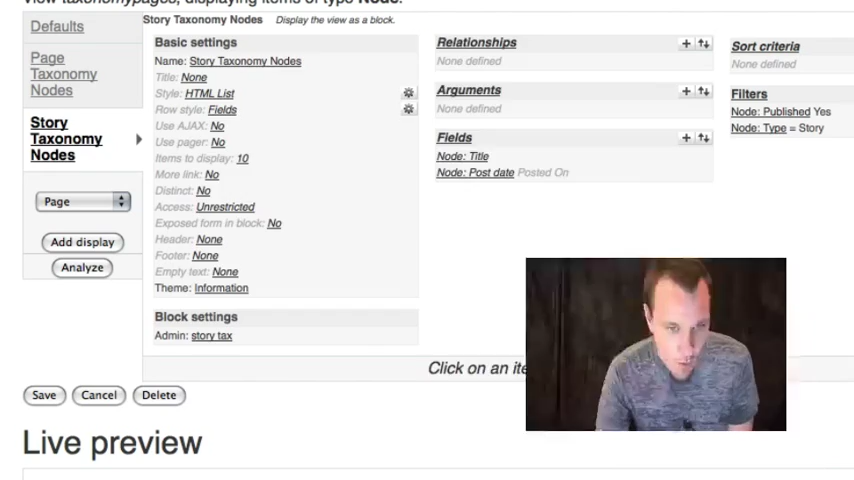 View taxonomypages, displaying items of type Node.
Defaults
Page
Taxonomy
Nodes
Story
Taxonomy
Nodes
Page
Add display
Analyze
Story Taxonomy Nodes Display the view as a block.
Basic settings
Name: Story Taxonomy Nodes
Title: None
Style: HTML List
Row style: Fields
Use AJAX: No
Use pager: No
Items to display: 10
More link: No
Distinct: No
Access: Unrestricted
Exposed form in block: No
Header: None
Footer: None
Empty text: None
Theme: Information
Block settings
Admin: story tax
Relationships
None defined
Arguments
None defined
Fields
Node: Title
Node: Post date Posted On
Sort criteria
None defined
Filters
Node: Published Yes
Node: Type = Story
Click on an ite
Save Cancel Delete
Live preview